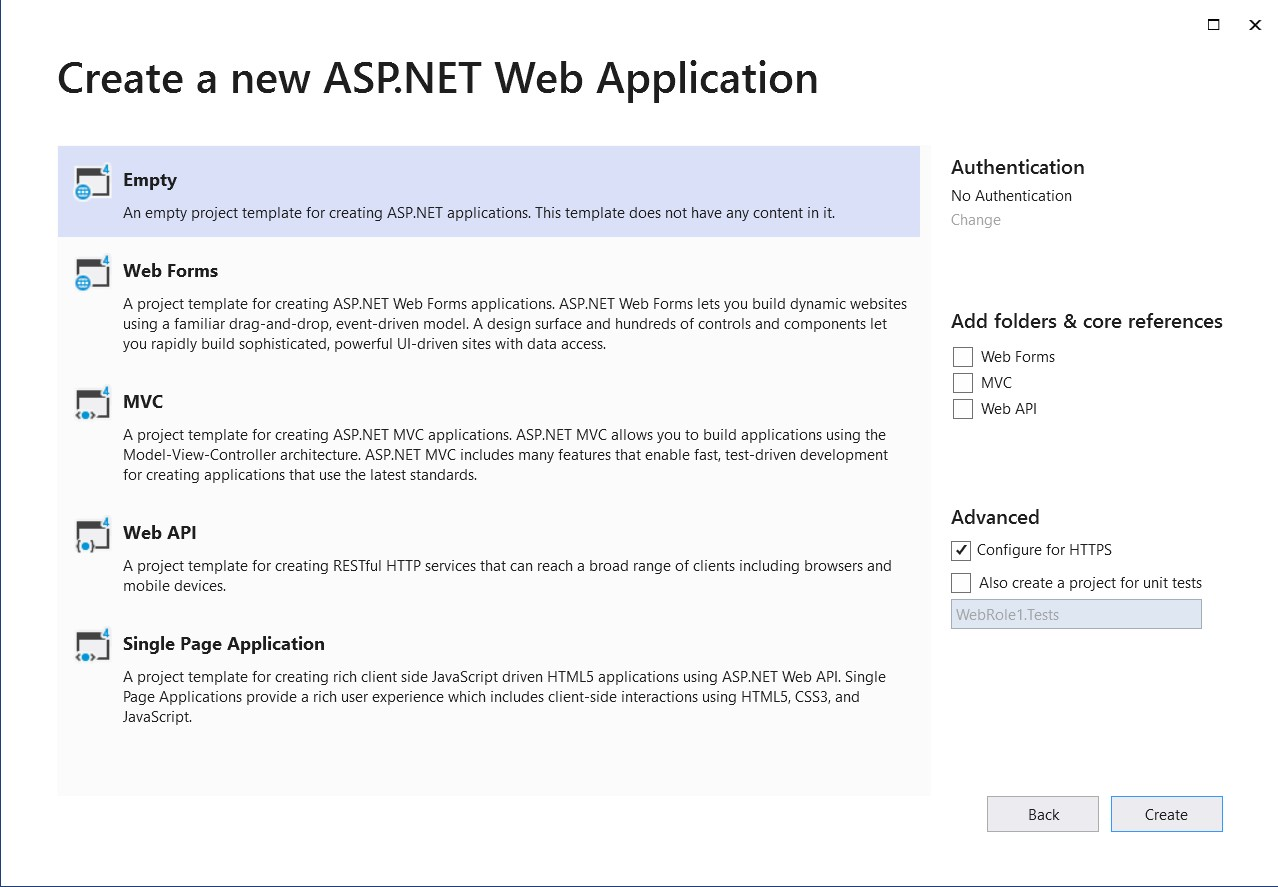 Create a new ASP.NET Web Application
Empty
An empty project template for creating ASP.NET applications. This template does not have any content in it.
Web Forms
A project template for creating ASP.NET Web Forms applications. ASP.NET Web Forms lets you build dynamic websites
using a familiar drag-and-drop, event-driven model. A design surface and hundreds of controls and components let
you rapidly build sophisticated, powerful UI-driven sites with data access.
MVC
A project template for creating ASP.NET MVC applications. ASP.NET MVC allows you to build applications using the
Model-View-Controller architecture. ASP.NET MVC includes many features that enable fast, test-driven development
for creating applications that use the latest standards.
Web API
A project template for creating RESTful HTTP services that can reach a broad range of clients including browsers and
mobile devices.
Single Page Application
A project template for creating rich client side JavaScript driven HTML5 applications using ASP.NET Web API. Single
Page Applications provide a rich user experience which includes client-side interactions using HTML5, CSS3, and
JavaScript.
Authentication
No Authentication
Change
Add folders & core references
Web Forms
MVC
Web API
Advanced
Configure for HTTPS
Also create a project for unit tests
WebRole1.Tests
Back
Create